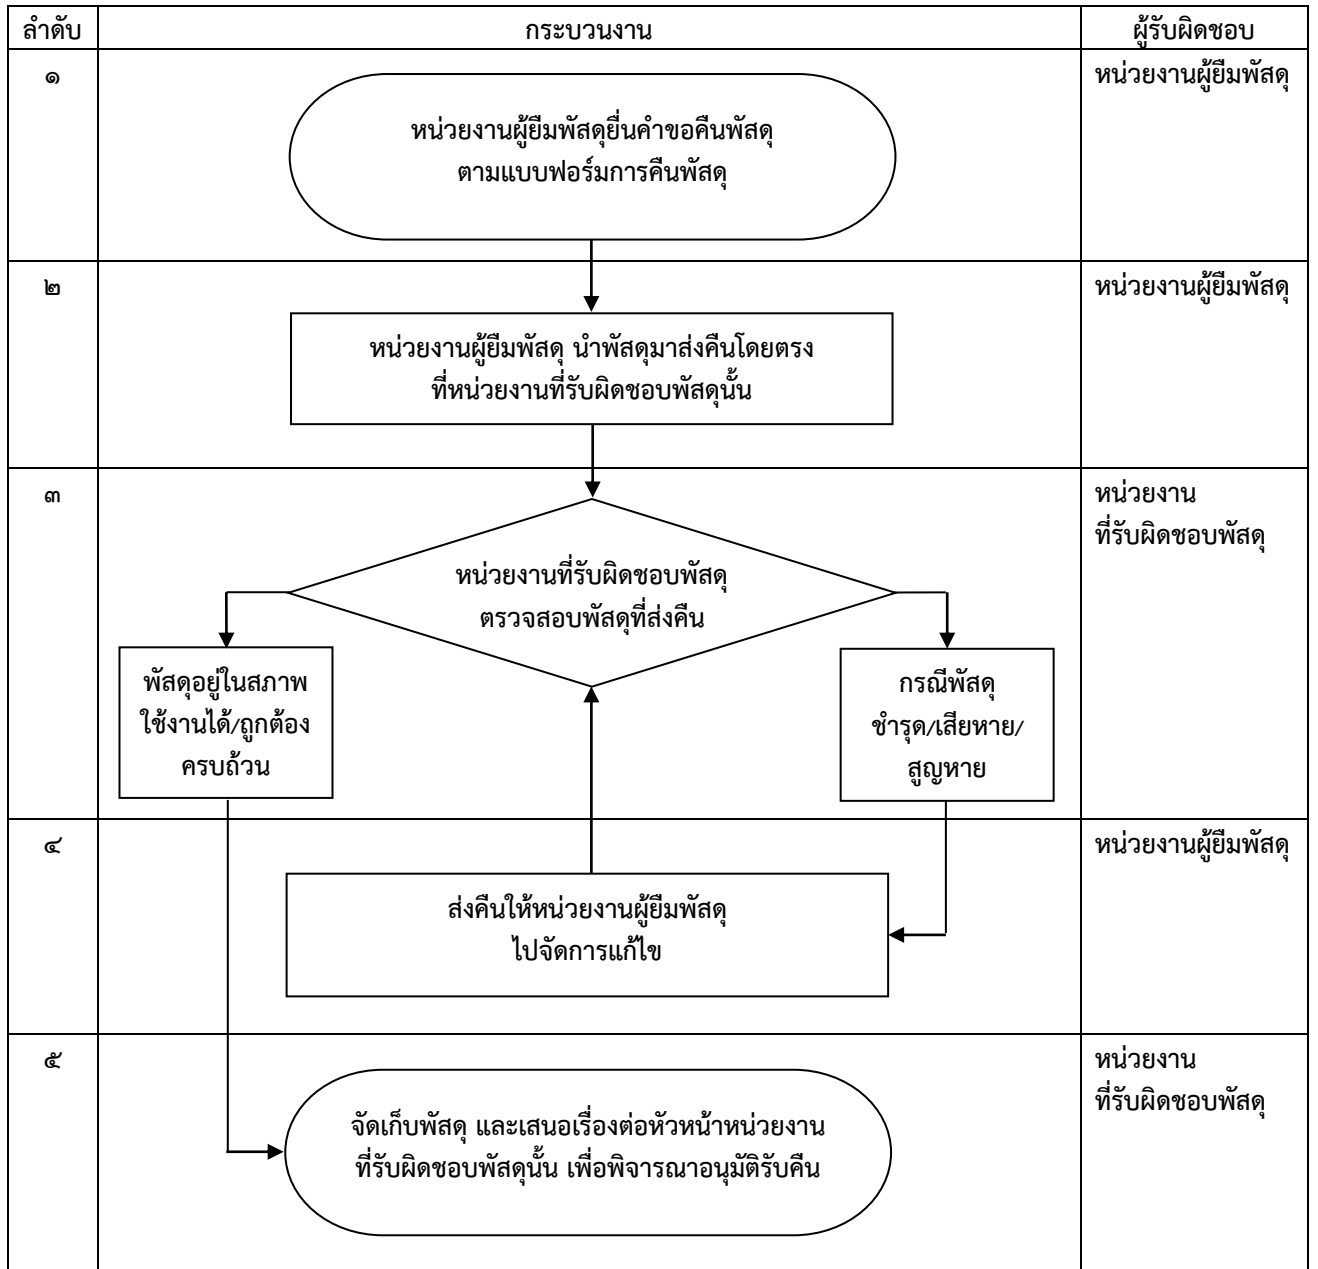 ลำดับ กระบวนงาน ผู้รับผิดชอบ
๑ หน่วยงานผู้ยืมพัสดุ
หน่วยงานผู้ยืมพัสดุยื่นคำขอคืนพัสดุ
ตามแบบฟอร์มการคืนพัสดุ
๒ หน่วยงานผู้ยืมพัสดุ
หน่วยงานผู้ยืมพัสดุ นำพัสดุมาส่งคืนโดยตรง
ที่หน่วยงานที่รับผิดชอบพัสดุนั้น
๓ หน่วยงาน
ที่รับผิดชอบพัสดุ
หน่วยงานที่รับผิดชอบพัสดุ
ตรวจสอบพัสดุที่ส่งคืน
พัสดุอยู่ในสภาพ
ใช้งานได้/ถูกต้อง
ครบถ้วน
กรณีพัสดุ
ชำรุด/เสียหาย/
สูญหาย
๔ หน่วยงานผู้ยืมพัสดุ
ส่งคืนให้หน่วยงานผู้ยืมพัสดุ
ไปจัดการแก้ไข
๕ หน่วยงาน
ที่รับผิดชอบพัสดุ
จัดเก็บพัสดุ และเสนอเรื่องต่อหัวหน้าหน่วยงาน
ที่รับผิดชอบพัสดุนั้น เพื่อพิจารณาอนุมัติรับคืน